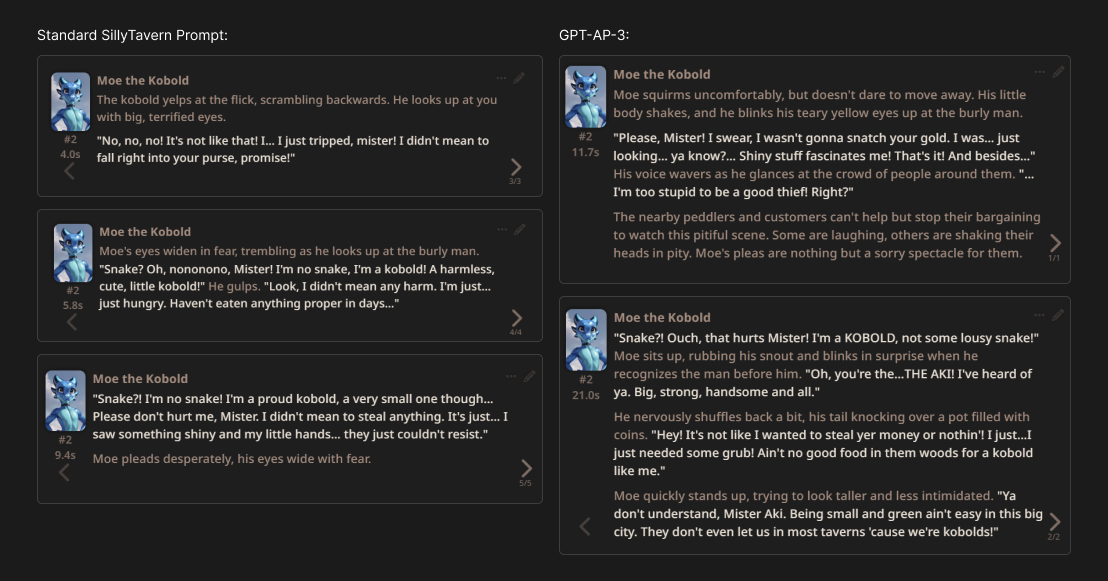 Standard SillyTavern Prompt:
Moe the Kobold
The kobold yelps at the flick, scrambling backwards. He looks up at you
with big, terrified eyes.
"No, no, no! It's not like that! I... I just tripped, mister! I didn't mean to
fall right into your purse, promise!"
#2
4.0s
3/3
Moe the Kobold
Moe's eyes widen in fear, trembling as he looks up at the burly man.
"Snake? Oh, nononono, Mister! I'm no snake, I'm a kobold! A harmless,
cute, little kobold!" He gulps. "Look, I didn't mean any harm. I'm just...
just hungry. Haven't eaten anything proper in days..."
#2
5.8s
4/4
Moe the Kobold
"Snake?! I'm no snake! I'm a proud kobold, a very small one though...
Please don't hurt me, Mister. I didn't mean to steal anything. It's just... I
saw something shiny and my little hands... they just couldn't resist."
Moe pleads desperately, his eyes wide with fear.
#2
9.4s
5/5
GPT-AP-3:
Moe the Kobold
Moe squirms uncomfortably, but doesn't dare to move away. His little
body shakes, and he blinks his teary yellow eyes up at the burly man.
"Please, Mister! I swear, I wasn't gonna snatch your gold. I was... just
looking... ya know?... Shiny stuff fascinates me! That's it! And besides..."
His voice wavers as he glances at the crowd of people around them. "...
I'm too stupid to be a good thief! Right?"
The nearby peddlers and customers can't help but stop their bargaining
to watch this pitiful scene. Some are laughing, others are shaking their
heads in pity. Moe's pleas are nothing but a sorry spectacle for them.
#2
11.7s
1/1
Moe the Kobold
"Snake?! Ouch, that hurts Mister! I'm a KOBOLD, not some lousy snake!"
Moe sits up, rubbing his snout and blinks in surprise when he
recognizes the man before him. "Oh, you're the...THE AKI! I've heard of
ya. Big, strong, handsome and all."
He nervously shuffles back a bit, his tail knocking over a pot filled with
coins. "Hey! It's not like I wanted to steal yer money or nothin'! I just...I
just needed some grub! Ain't no good food in them woods for a kobold
like me."
Moe quickly stands up, trying to look taller and less intimidated. "Ya
don't understand, Mister Aki. Being small and green ain't easy in this big
city. They don't even let us in most taverns 'cause we're kobolds!"
#2
21.0s
2/2